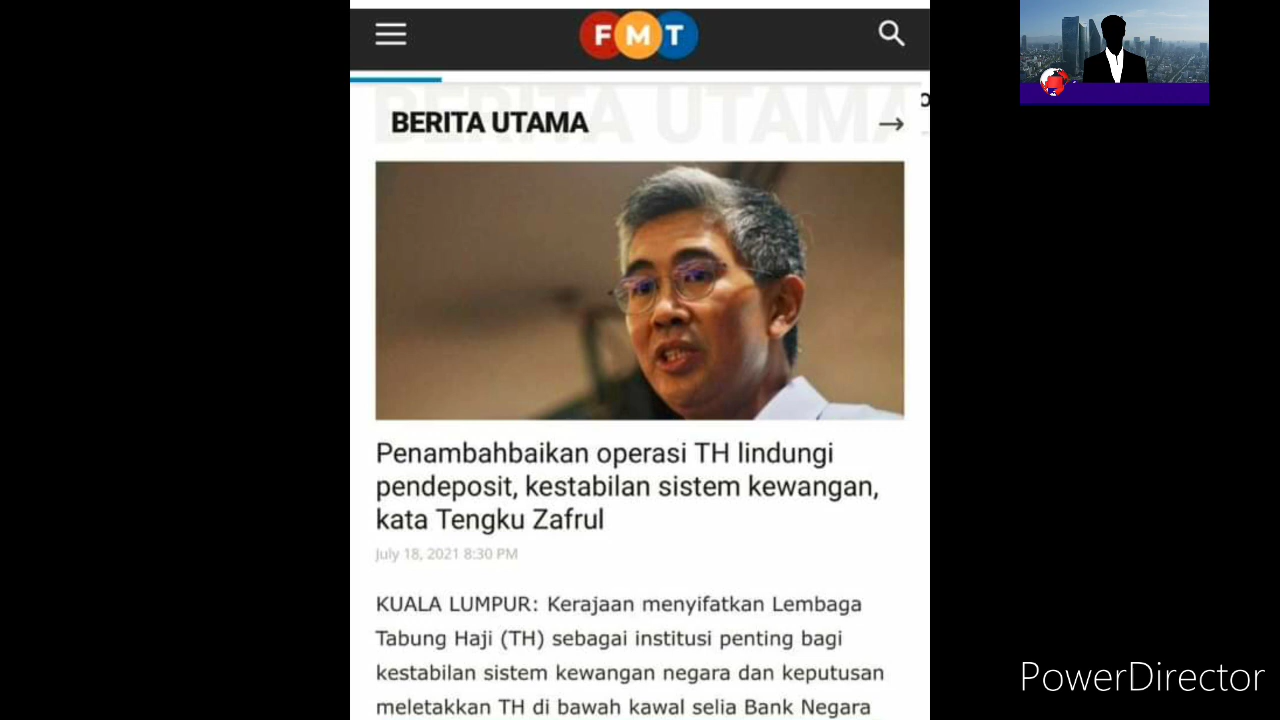 FMT
BERITA UTAMA
BERITA UTAMA
Penambahbaikan operasi TH lindungi
pendeposit, kestabilan sistem kewangan,
kata Tengku Zafrul
July 18, 2021 8:30 PM
KUALA LUMPUR: Kerajaan menyifatkan Lembaga
Tabung Haji (TH) sebagai institusi penting bagi
kestabilan sistem kewangan negara dan keputusan
meletakkan TH di bawah kawal selia Bank Negara
PowerDirector